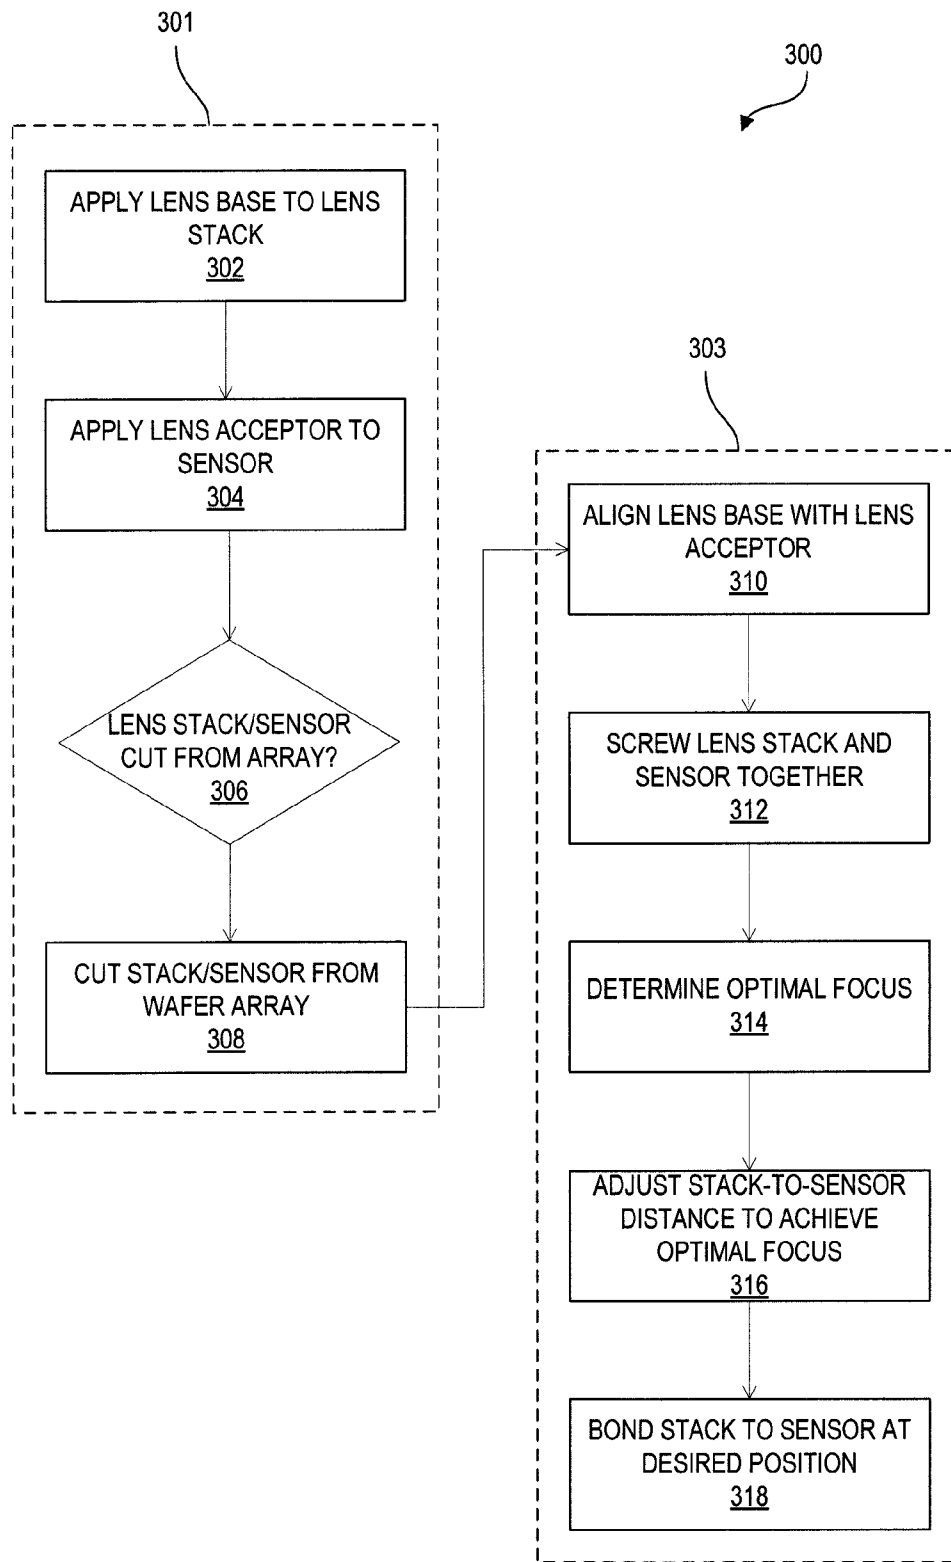 301
300
APPLY LENS BASE TO LENS
STACK
302
APPLY LENS ACCEPTOR TO
SENSOR
304
LENS STACK/SENSOR
CUT FROM ARRAY?
306
CUT STACK/SENSOR FROM
WAFER ARRAY
308
303
ALIGN LENS BASE WITH LENS
ACCEPTOR
310
SCREW LENS STACK AND
SENSOR TOGETHER
312
DETERMINE OPTIMAL FOCUS
314
ADJUST STACK-TO-SENSOR
DISTANCE TO ACHIEVE
OPTIMAL FOCUS
316
BOND STACK TO SENSOR AT
DESIRED POSITION
318